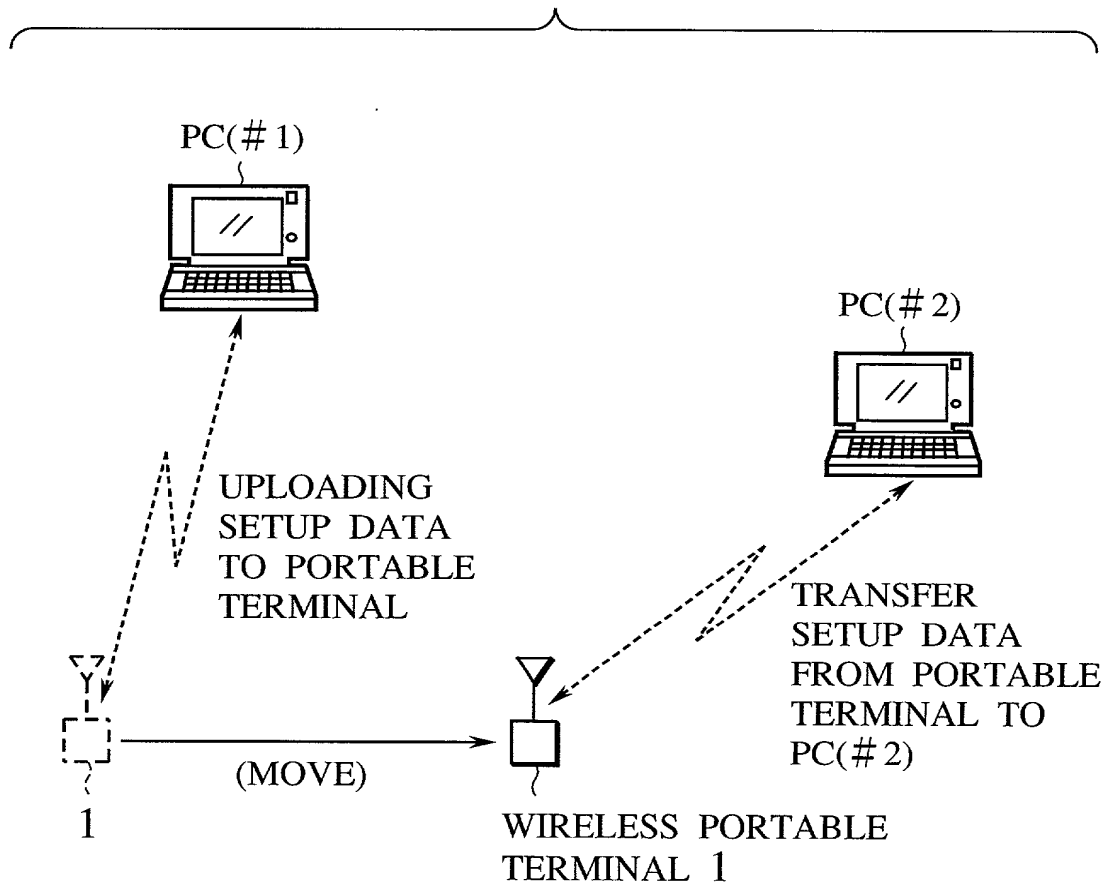 PC(# 1)
PC(# 2)
UPLOADING
SETUP DATA
TO PORTABLE
TERMINAL
TRANSFER
SETUP DATA
FROM PORTABLE
TERMINAL TO
PC(# 2)
(MOVE)
1
WIRELESS PORTABLE
TERMINAL 1